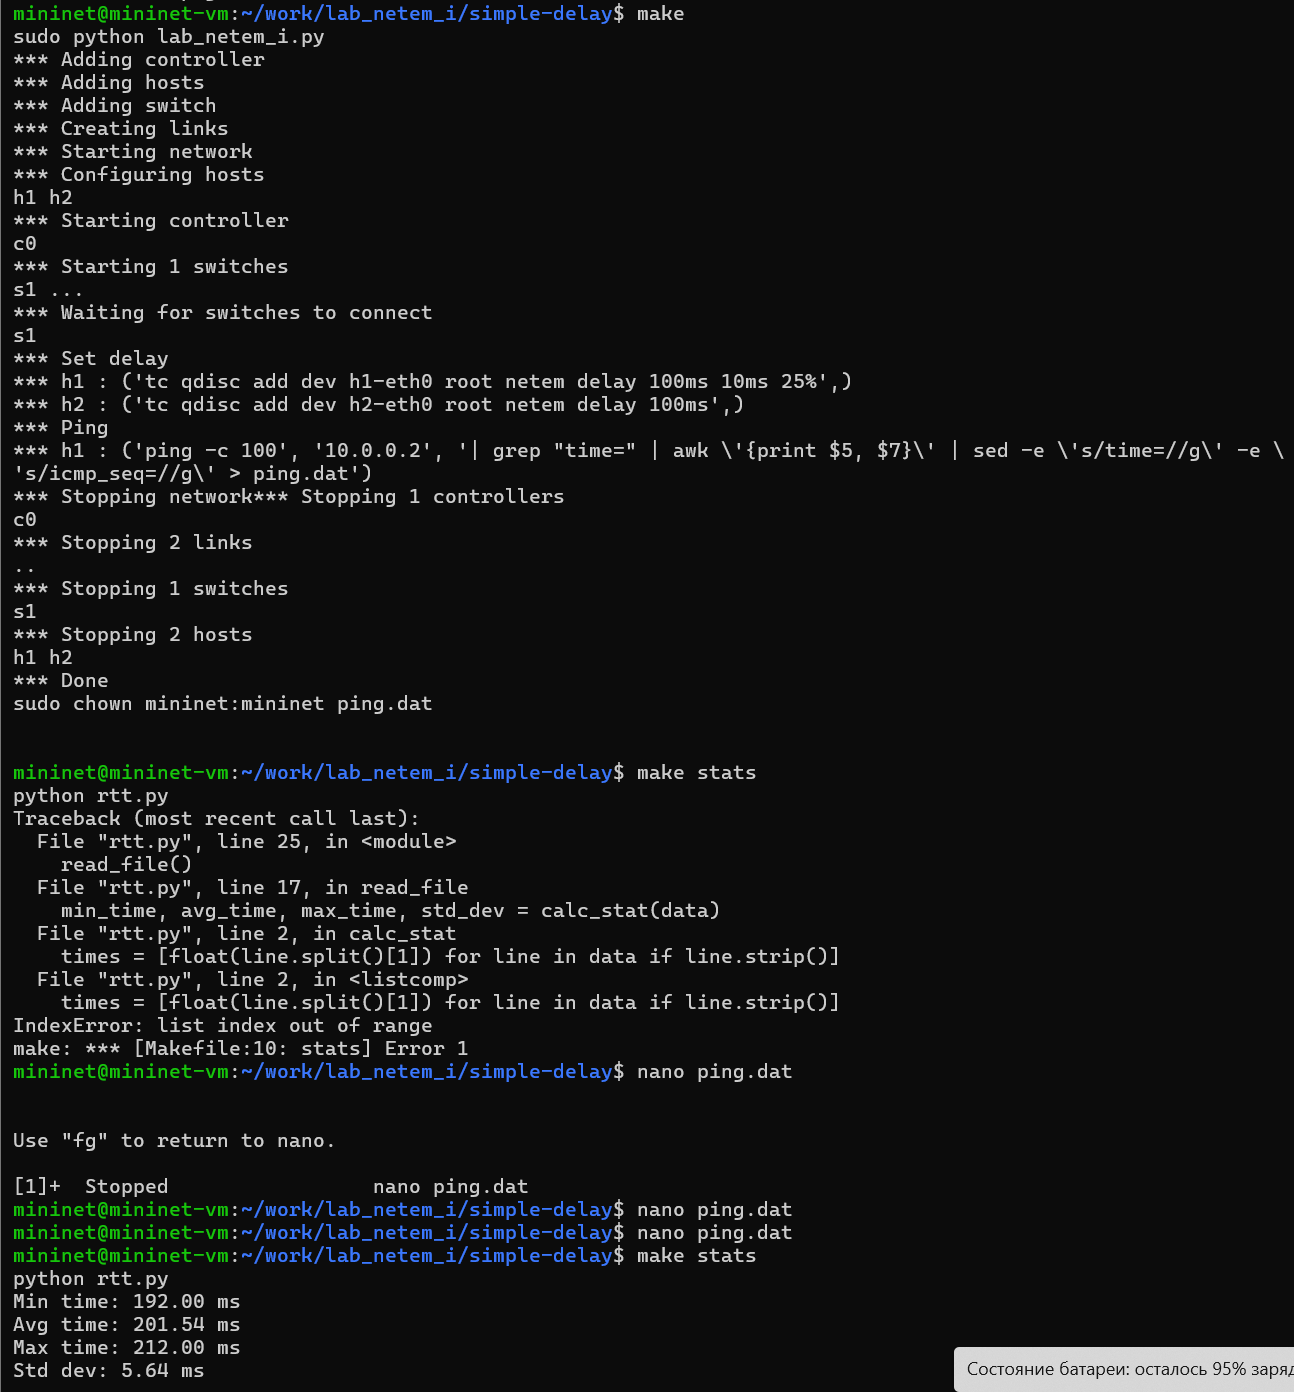 mininet@mininet-vm:~/work/lab_netem_i/simple-delay$ make
sudo python lab_netem_i.py
*** Adding controller
*** Adding hosts
*** Adding switch
*** Creating links
*** Starting network
*** Configuring hosts
h1 h2
*** Starting controller
c0
*** Starting 1 switches
s1 ...
*** Waiting for switches to connect
s1
*** Set delay
*** h1 : ('tc qdisc add dev h1-eth0 root netem delay 100ms 10ms 25%',)
*** h2 : ('tc qdisc add dev h2-eth0 root netem delay 100ms',)
*** Ping
*** h1 : ('ping -c 100', '10.0.0.2', '| grep "time=" | awk \'{print $5, $7}\' | sed -e \'s/time=//g\' -e \
's/icmp_seq=//g\' > ping.dat')
*** Stopping network*** Stopping 1 controllers
c0
*** Stopping 2 links
..
*** Stopping 1 switches
s1
*** Stopping 2 hosts
h1 h2
*** Done
sudo chown mininet:mininet ping.dat
mininet@mininet-vm:~/work/lab_netem_i/simple-delay$ make stats
python rtt.py
Traceback (most recent call last):
  File "rtt.py", line 25, in <module>
    read_file()
  File "rtt.py", line 17, in read_file
    min_time, avg_time, max_time, std_dev = calc_stat(data)
  File "rtt.py", line 2, in calc_stat
    times = [float(line.split()[1]) for line in data if line.strip()]
  File "rtt.py", line 2, in <listcomp>
    times = [float(line.split()[1]) for line in data if line.strip()]
IndexError: list index out of range
make: *** [Makefile:10: stats] Error 1
mininet@mininet-vm:~/work/lab_netem_i/simple-delay$ nano ping.dat
Use "fg" to return to nano.
[1]+  Stopped                 nano ping.dat
mininet@mininet-vm:~/work/lab_netem_i/simple-delay$ nano ping.dat
mininet@mininet-vm:~/work/lab_netem_i/simple-delay$ nano ping.dat
mininet@mininet-vm:~/work/lab_netem_i/simple-delay$ make stats
python rtt.py
Min time: 192.00 ms
Avg time: 201.54 ms
Max time: 212.00 ms
Std dev: 5.64 ms
Состояние батареи: осталось 95%